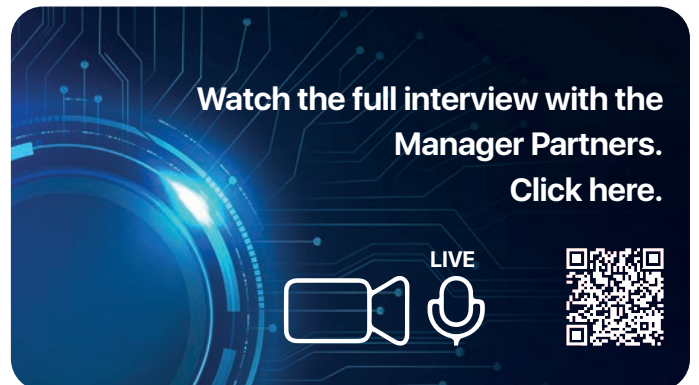 Watch the full interview with the
Manager Partners.
Click here.
LIVE